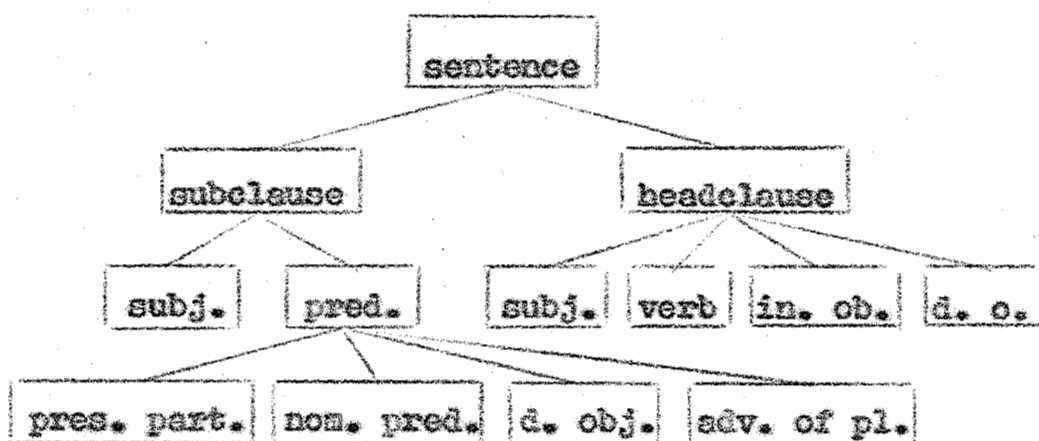 sentence
subclause headclause
subj. pred. subj. verb in. ob. d. o.
pres. part. nom. pred. d. obj. adv. of pl.